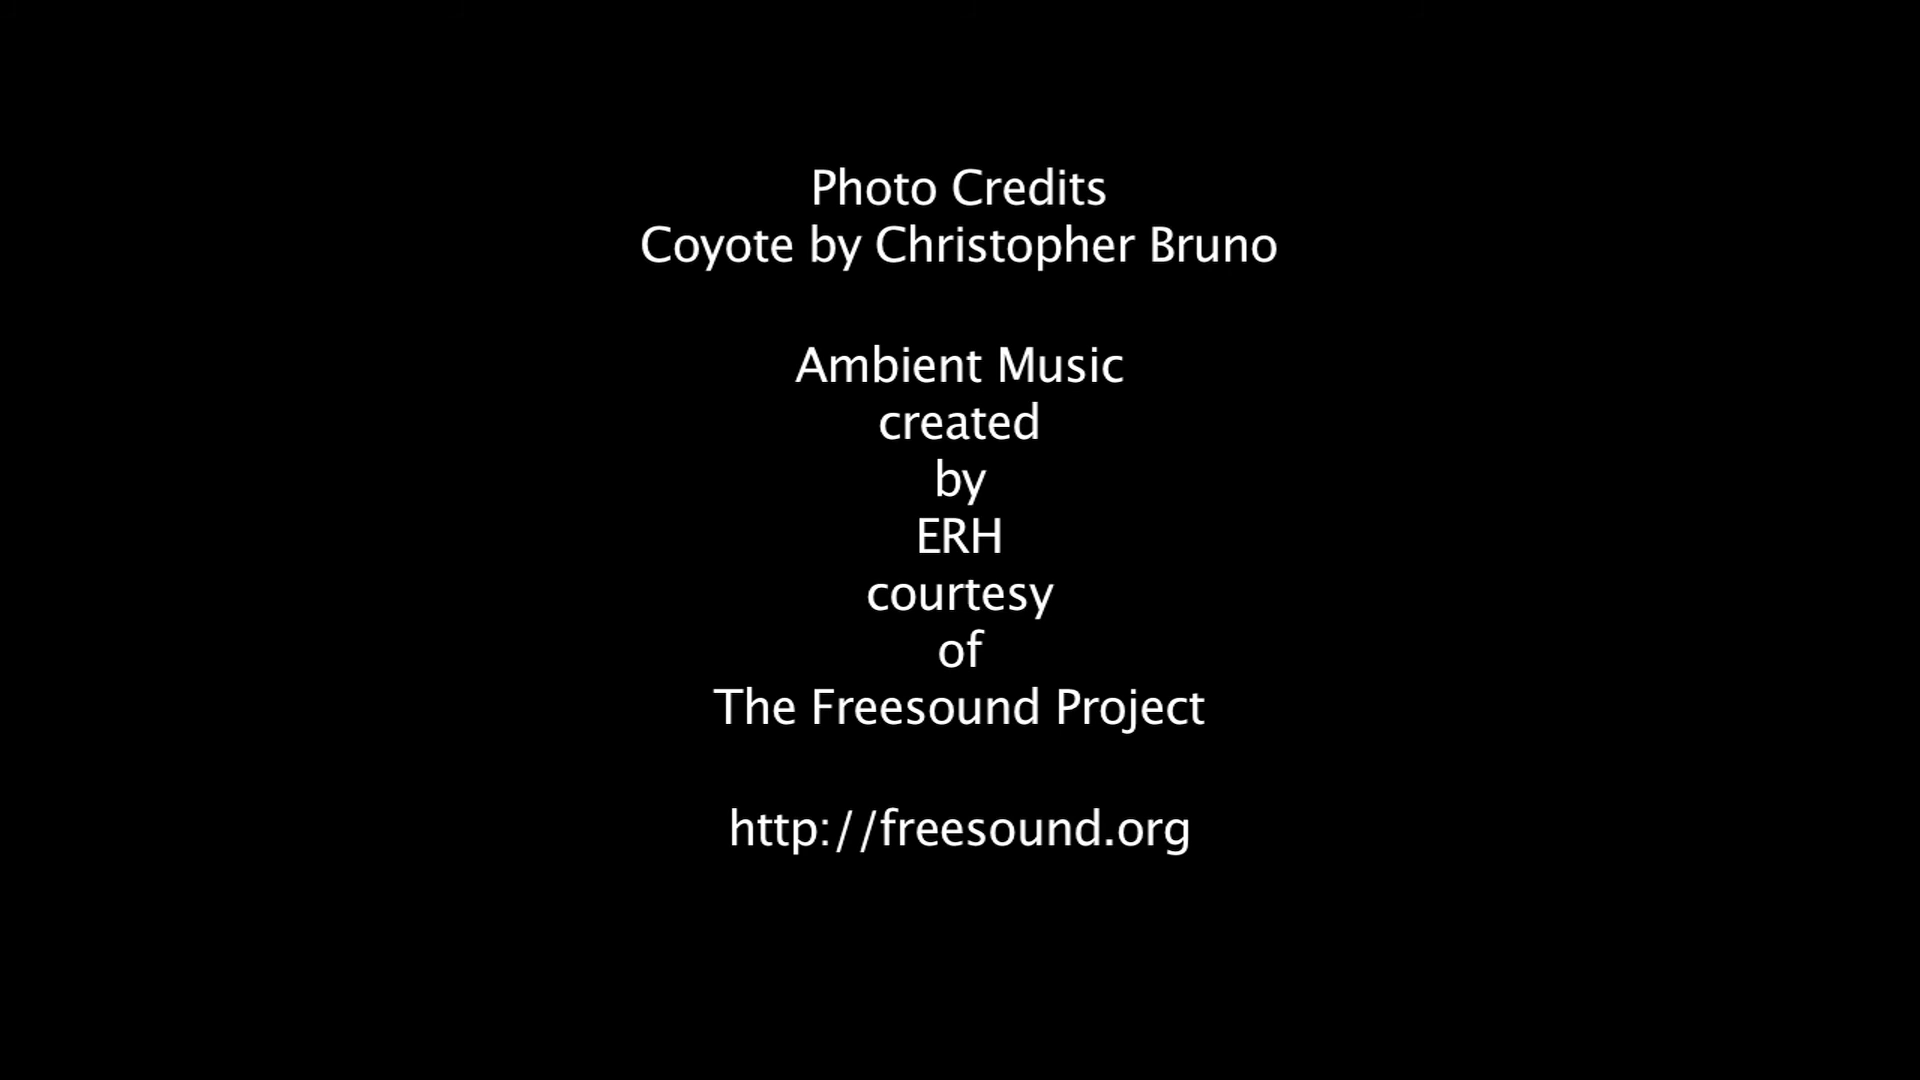 Photo Credits
Coyote by Christopher Bruno
Ambient Music
created
by
ERH
courtesy
of
The Freesound Project
http://freesound.org